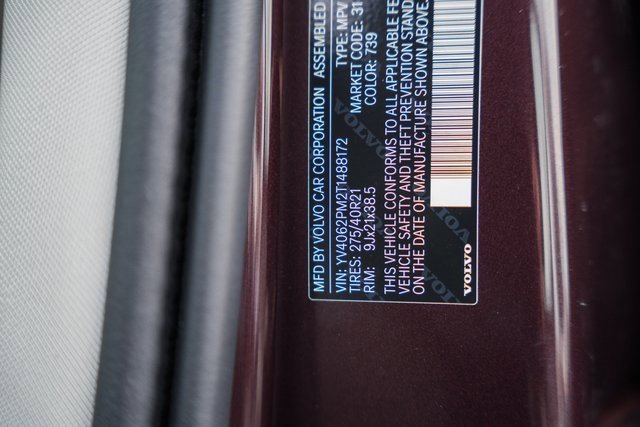 MFD BY VOLVO CAR CORPORATION ASSEMBLED
VIN: YV4062PM2T1488172 TYPE: MPV
TIRES: 275/40R21 MARKET CODE: 31
RIM: 9Jx21x38.5 COLOR: 739
THIS VEHICLE CONFORMS TO ALL APPLICABLE FE
VEHICLE SAFETY AND THEFT PREVENTION STAND
ON THE DATE OF MANUFACTURE SHOWN ABOVE.
VOLVO
VOLVO
VOLVO